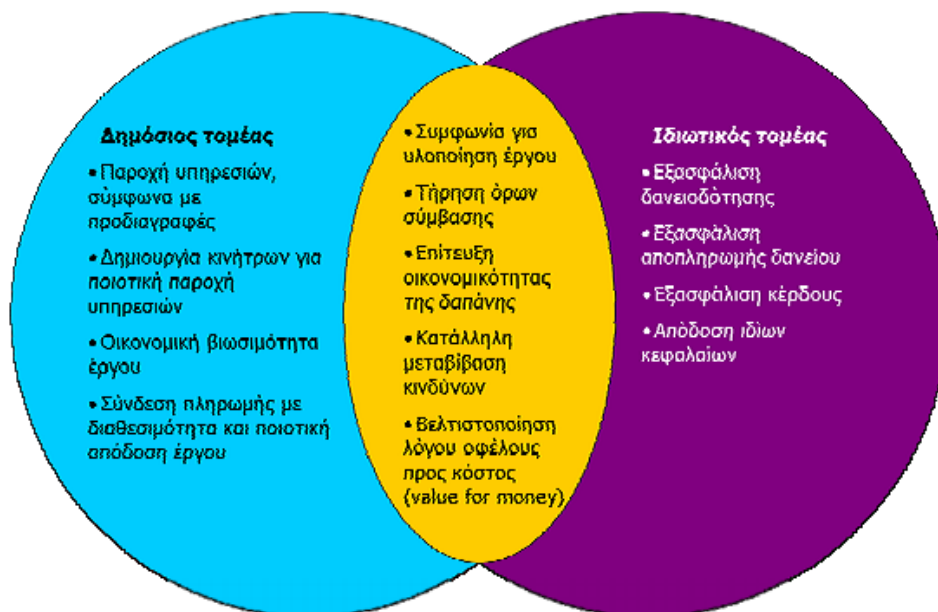 Δημόσιος τομέας
• Παροχή υπηρεσιών,
σύμφωνα με
προδιαγραφές
• Δημιουργία κινήτρων για
ποιοτική παροχή
υπηρεσιών
• Οικονομική βιωσιμότητα
έργου
• Σύνδεση πληρωμής με
διαθεσιμότητα και ποιοτική
απόδοση έργου
• Συμφωνία για
υλοποίηση έργου
• Τήρηση όρων
σύμβασης
• Επίτευξη
οικονομικότητας
της δαπάνης
• Κατάλληλη
μεταβίβαση
κινδύνων
• Βελτιστοποίηση
λόγου οφέλους
προς κόστος
(value for money)
Ιδιωτικός τομέας
• Εξασφάλιση
δανειοδότησης
• Εξασφάλιση
αποπληρωμής δανείου
• Εξασφάλιση κέρδους
• Απόδοση ιδίων
κεφαλαίων